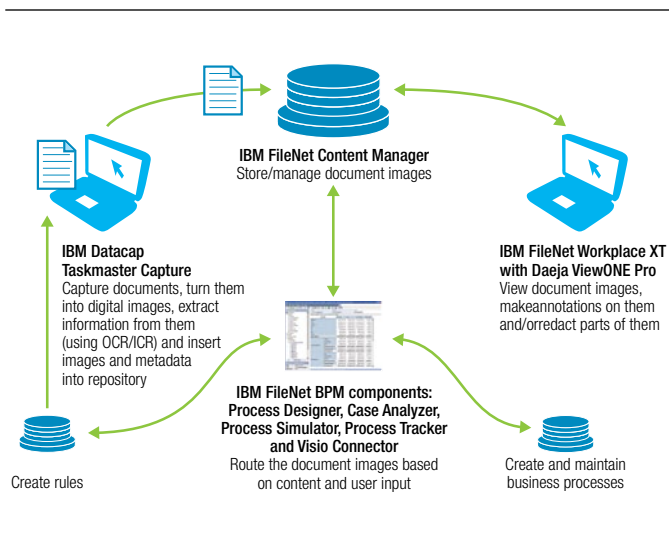 IBM FileNet Content Manager
Store/manage document images
IBM Datacap
Taskmaster Capture
Capture documents, turn them
into digital images, extract
information from them
(using OCR/ICR) and insert
images and metadata
into repository
IBM FileNet Workplace XT
with Daeja ViewONE Pro
View document images,
makeannotations on them
and/orredact parts of them
IBM FileNet BPM components:
Process Designer, Case Analyzer,
Process Simulator, Process Tracker
and Visio Connector
Route the document images based
on content and user input
Create rules
Create and maintain
business processes